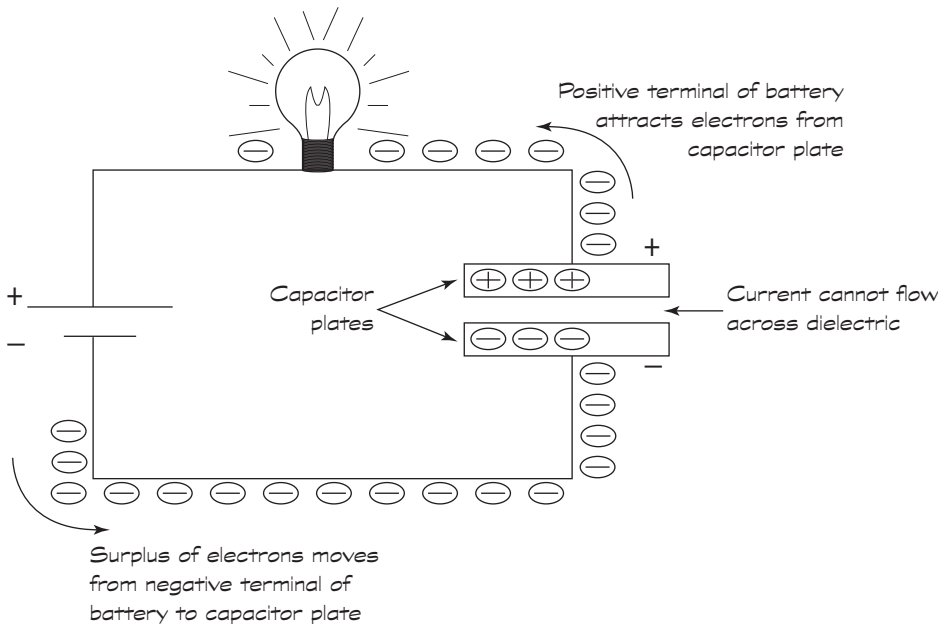 Positive terminal of battery
attracts electrons from
capacitor plate
+
+
Capacitor
plates
+ + +
Current cannot flow
across dielectric
−
− − −
−
Surplus of electrons moves
from negative terminal of
battery to capacitor plate